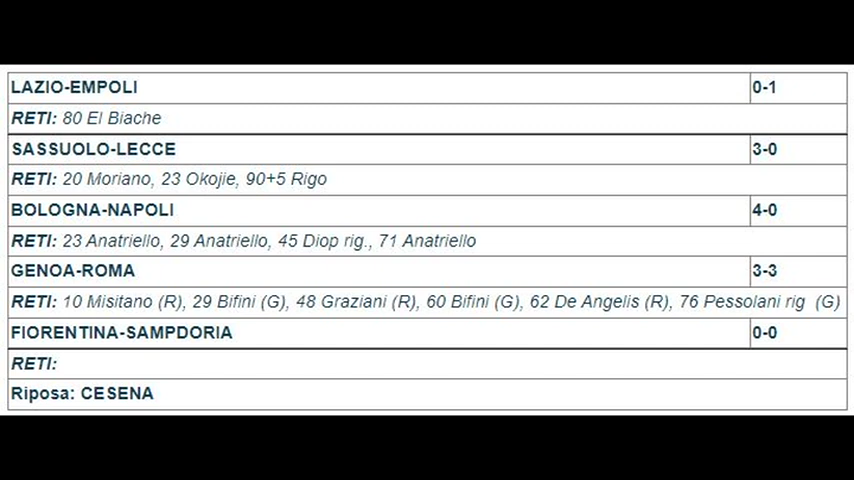 LAZIO-EMPOLI 0-1
RETI: 80 El Biache
SASSUOLO-LECCE 3-0
RETI: 20 Moriano, 23 Okojie, 90+5 Rigo
BOLOGNA-NAPOLI 4-0
RETI: 23 Anatriello, 29 Anatriello, 45 Diop rig., 71 Anatriello
GENOA-ROMA 3-3
RETI: 10 Misitano (R), 29 Bifini (G), 48 Graziani (R), 60 Bifini (G), 62 De Angelis (R), 76 Pessolani rig (G)
FIORENTINA-SAMPDORIA 0-0
RETI:
Riposa: CESENA